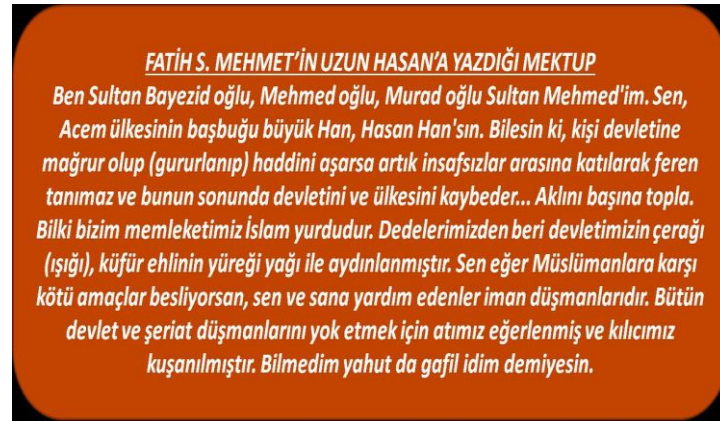 FATİH S. MEHMET’İN UZUN HASAN’A YAZDIĞI MEKTUP
Ben Sultan Bayezid oğlu, Mehmed oğlu, Murad oğlu Sultan Mehmed'im. Sen,
Acem ülkesinin başbuğu büyük Han, Hasan Han'sın. Bilesin ki, kişi devletine
mağrur olup (gururlanıp) haddini aşarsa artık insafsızlar arasına katılarak feren
tanımaz ve bunun sonunda devletini ve ülkesini kaybeder... Aklını başına topla.
Bilki bizim memleketimiz İslam yurdudur. Dedelerimizden beri devletimizin çerağı
(ışığı), küfür ehlinin yüreği yağı ile aydınlanmıştır. Sen eğer Müslümanlara karşı
kötü amaçlar besliyorsan, sen ve sana yardım edenler iman düşmanlarıdır. Bütün
devlet ve şeriat düşmanlarını yok etmek için atımız eğerlenmiş ve kılıcımız
kuşanılmıştır. Bilmedim yahut da gafil idim demiyesin.